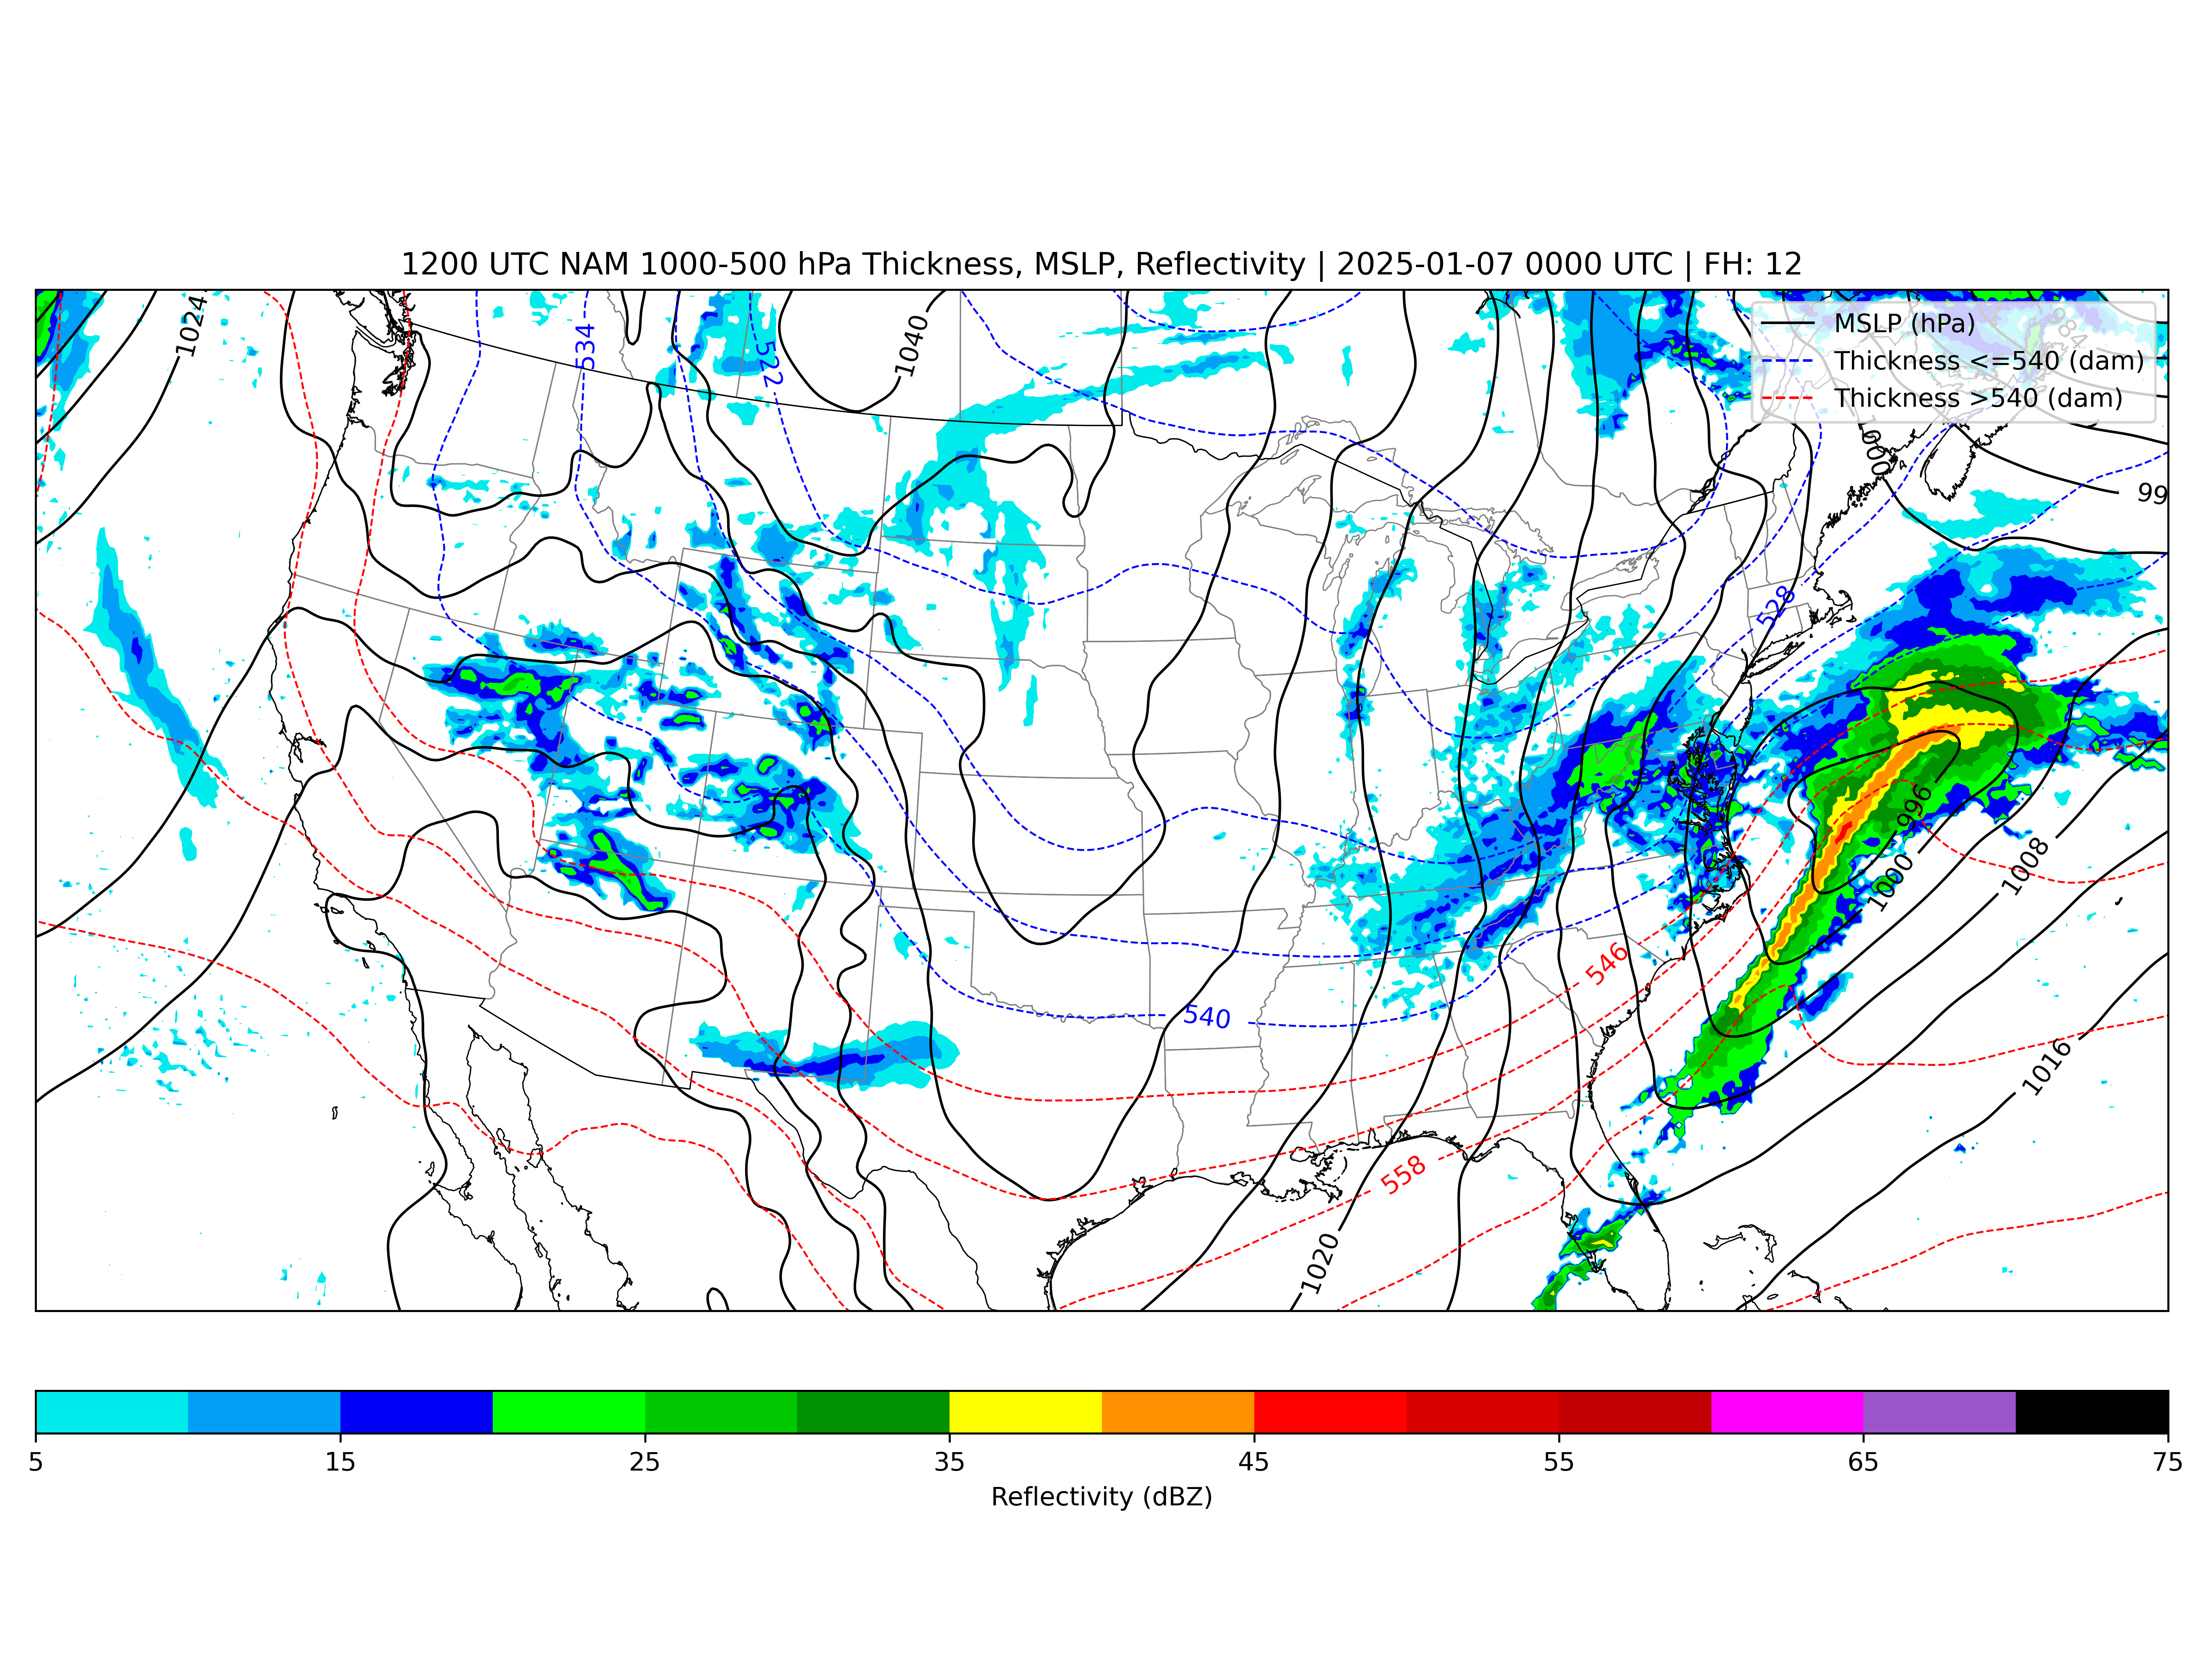 1200 UTC NAM 1000-500 hPa Thickness, MSLP, Reflectivity | 2025-01-07 0000 UTC | FH: 12
1024
534
522
1040
MSLP (hPa)
Thickness <=540 (dam)
Thickness >540 (dam)
984
1000
99
528
996
1000
1008
546
540
1016
558
1020
5 15 25 35 45 55 65 75
Reflectivity (dBZ)